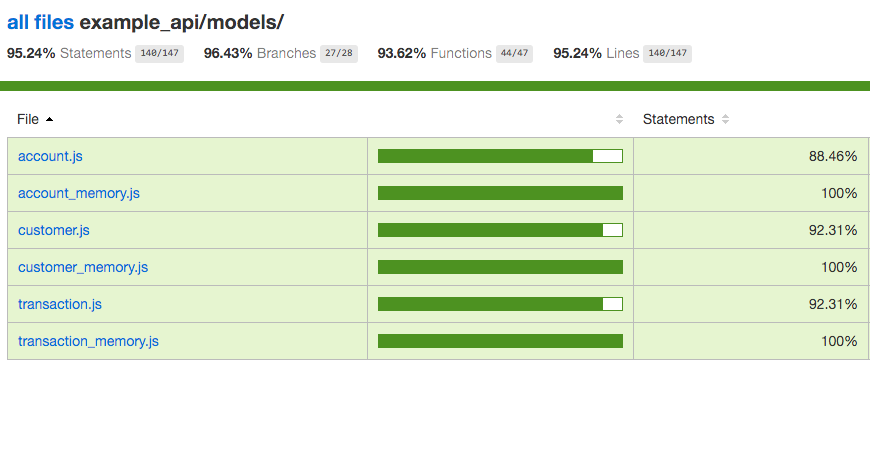 all files example_api/models/
95.24% Statements 140/147 96.43% Branches 27/28 93.62% Functions 44/47 95.24% Lines 140/147
File Statements
account.js 88.46%
account_memory.js 100%
customer.js 92.31%
customer_memory.js 100%
transaction.js 92.31%
transaction_memory.js 100%